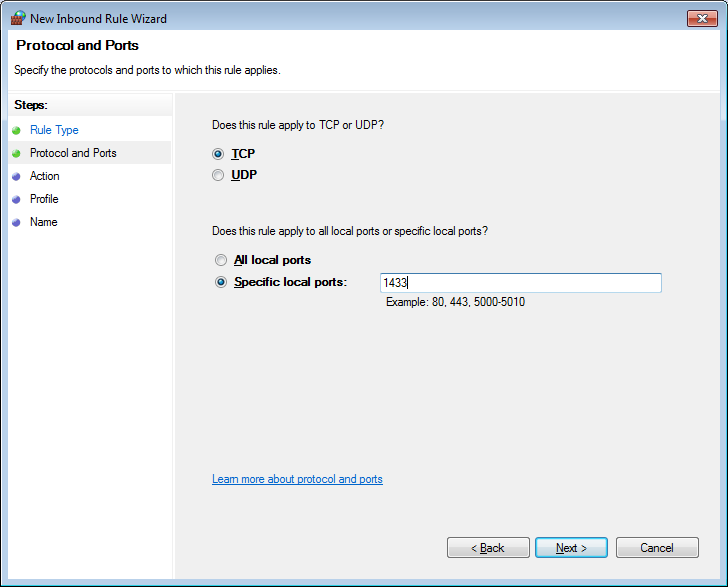 New Inbound Rule Wizard
Protocol and Ports
Specify the protocols and ports to which this rule applies.
Steps:
Rule Type
Protocol and Ports
Action
Profile
Name
Does this rule apply to TCP or UDP?
TCP
UDP
Does this rule apply to all local ports or specific local ports?
All local ports
Specific local ports:
1433
Example: 80, 443, 5000-5010
Learn more about protocol and ports
< Back
Next >
Cancel